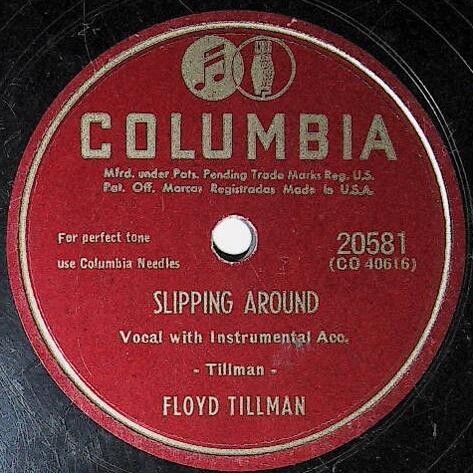 COLUMBIA
Mfrd. under Pats. Pending Trade Marks Reg. U.S.
Pat. Off. Marcas Registradas Made in U.S.A.
For perfect tone
use Columbia Needles
20581
(CO 40616)
SLIPPING AROUND
Vocal with Instrumental Acc.
- Tillman -
FLOYD TILLMAN